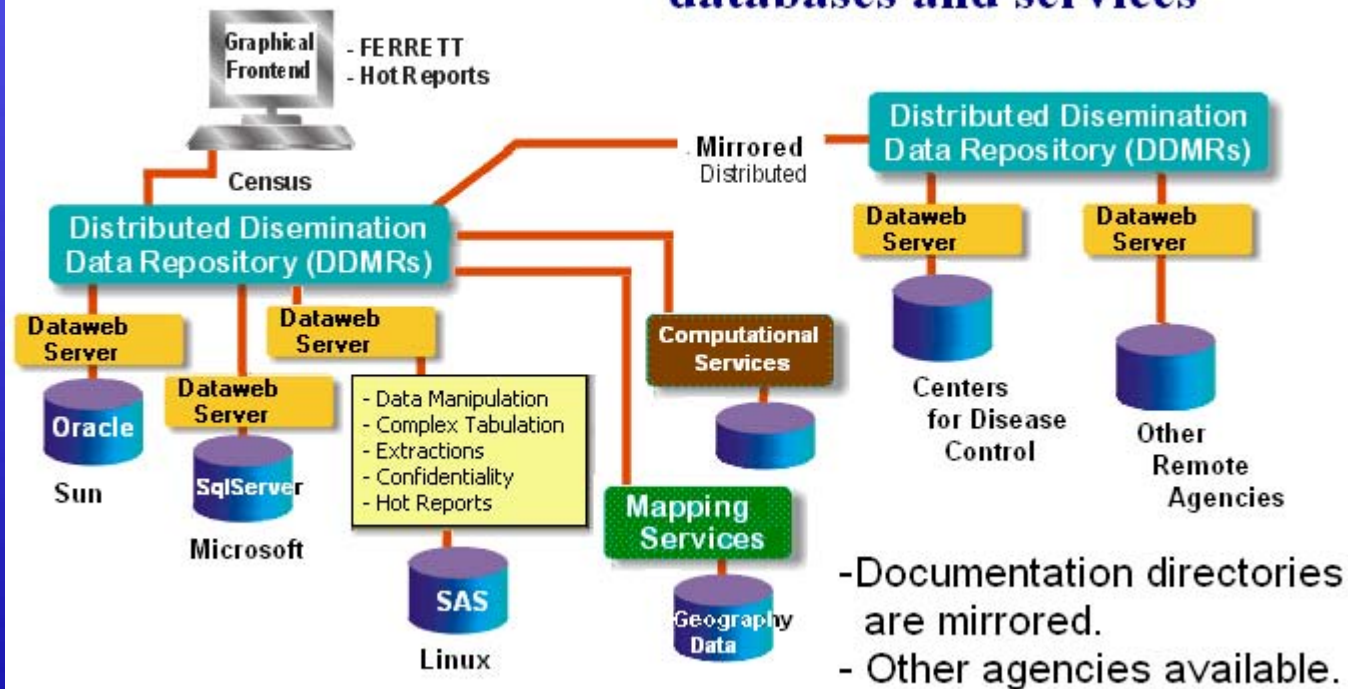 databases and services
Graphical
Frontend
- FERRETT
- Hot Reports
Census
Distributed Disemination
Data Repository (DDMRs)
- Mirrored
Distributed
Distributed Disemination
Data Repository (DDMRs)
Dataweb
Server
Oracle
Sun
Dataweb
Server
SqlServer
Microsoft
Dataweb
Server
- Data Manipulation
- Complex Tabulation
- Extractions
- Confidentiality
- Hot Reports
SAS
Linux
Computational
Services
Mapping
Services
Geography
Data
Dataweb
Server
Centers
for Disease
Control
Dataweb
Server
Other
Remote
Agencies
-Documentation directories
are mirrored.
- Other agencies available.